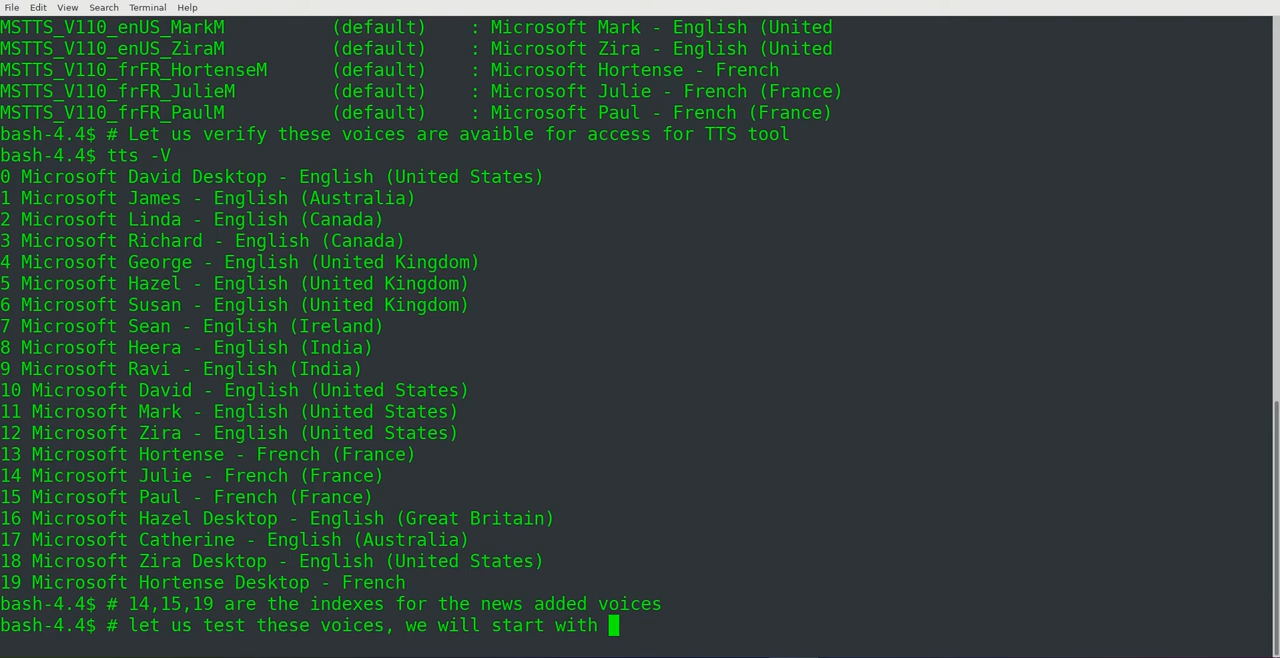 File Edit View Search Terminal Help
MSTTS_V110_enUS_MarkM (default) : Microsoft Mark - English (United
MSTTS_V110_enUS_ZiraM (default) : Microsoft Zira - English (United
MSTTS_V110_frFR_HortenseM (default) : Microsoft Hortense - French
MSTTS_V110_frFR_JulieM (default) : Microsoft Julie - French (France)
MSTTS_V110_frFR_PaulM (default) : Microsoft Paul - French (France)
bash-4.4$ # Let us verify these voices are avaible for access for TTS tool
bash-4.4$ tts -V
0 Microsoft David Desktop - English (United States)
1 Microsoft James - English (Australia)
2 Microsoft Linda - English (Canada)
3 Microsoft Richard - English (Canada)
4 Microsoft George - English (United Kingdom)
5 Microsoft Hazel - English (United Kingdom)
6 Microsoft Susan - English (United Kingdom)
7 Microsoft Sean - English (Ireland)
8 Microsoft Heera - English (India)
9 Microsoft Ravi - English (India)
10 Microsoft David - English (United States)
11 Microsoft Mark - English (United States)
12 Microsoft Zira - English (United States)
13 Microsoft Hortense - French (France)
14 Microsoft Julie - French (France)
15 Microsoft Paul - French (France)
16 Microsoft Hazel Desktop - English (Great Britain)
17 Microsoft Catherine - English (Australia)
18 Microsoft Zira Desktop - English (United States)
19 Microsoft Hortense Desktop - French
bash-4.4$ # 14,15,19 are the indexes for the news added voices
bash-4.4$ # let us test these voices, we will start with